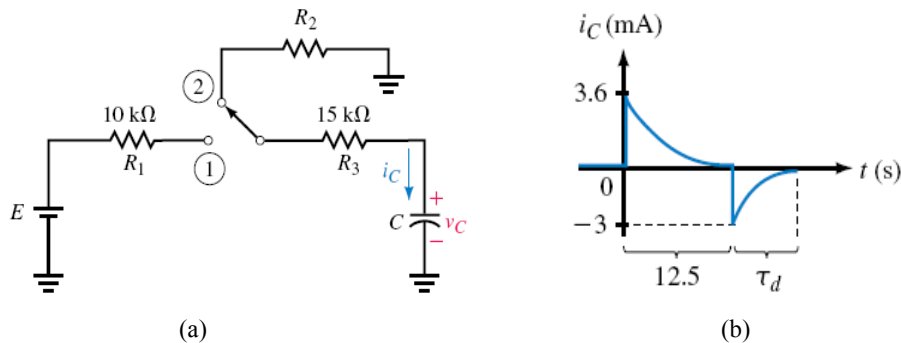 R2
2
10 kΩ
15 kΩ
R1
1
R3
iC
E
+
C
vC
−
(a)
iC (mA)
3.6
0
t (s)
−3
12.5
τd
(b)